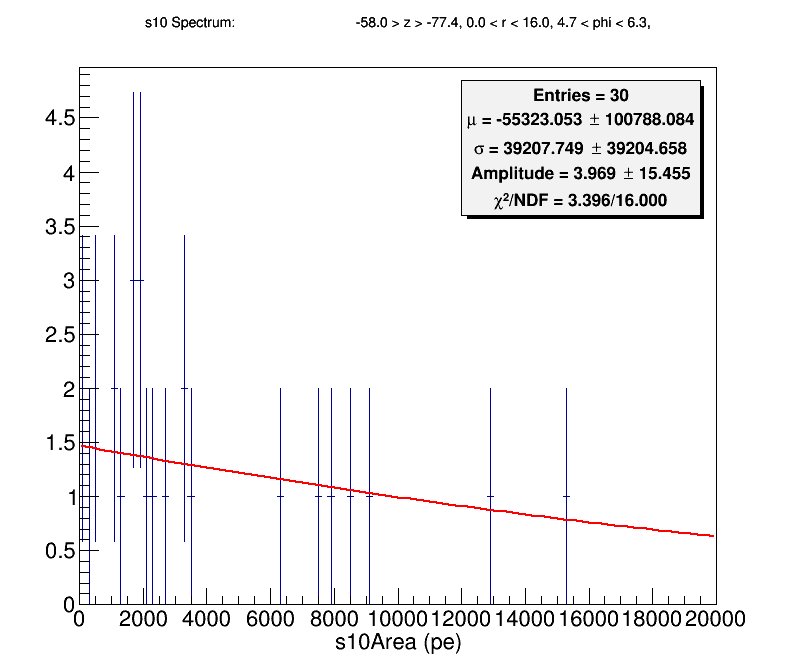 s10 Spectrum: -58.0 > z > -77.4, 0.0 < r < 16.0, 4.7 < phi < 6.3,
Entries = 30
μ = -55323.053 ± 100788.084
σ = 39207.749 ± 39204.658
Amplitude = 3.969 ± 15.455
χ²/NDF = 3.396/16.000
4.5
4
3.5
3
2.5
2
1.5
1
0.5
0
0 2000 4000 6000 8000 10000 12000 14000 16000 18000 20000
s10Area (pe)